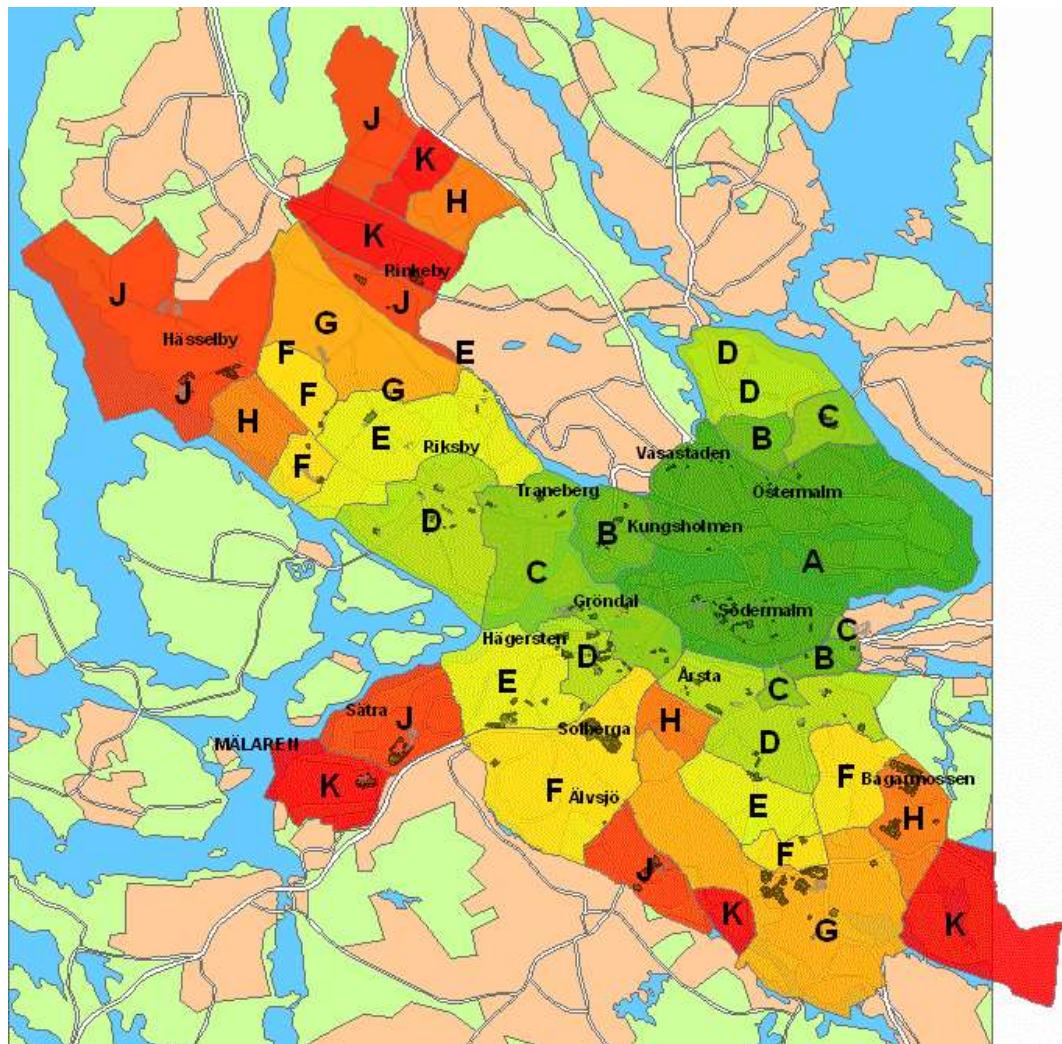 J
K
H
K
Rinkeby
J
J
G
Hässelby
F
E
D
F
G
D
J
C
H
B
E
Riksby
Vasastaden
F
Östermalm
Traneberg
D
B
Kungsholmen
C
A
Gröndal
Södermalm
Hägersten
C
D
B
E
Årsta
C
Sätra
J
H
Solberga
D
MÄLAREN
K
F
Älvsjö
E
F
Bagarmossen
H
F
J
K
G
K